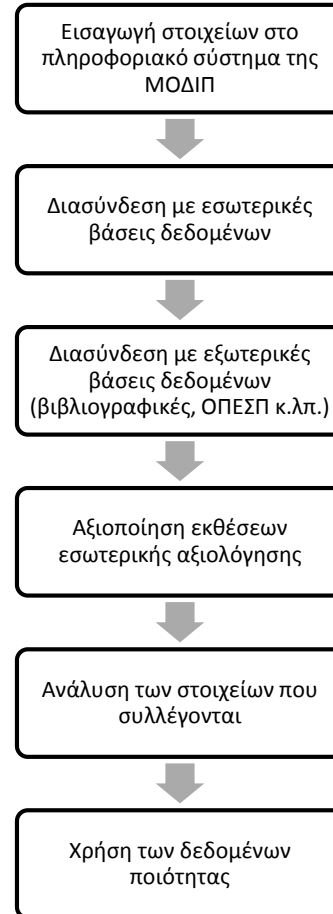 Εισαγωγή στοιχείων στο
πληροφοριακό σύστημα της
ΜΟΔΙΠ
Διασύνδεση με εσωτερικές
βάσεις δεδομένων
Διασύνδεση με εξωτερικές
βάσεις δεδομένων
(βιβλιογραφικές, ΟΠΕΣΠ κ.λπ.)
Αξιοποίηση εκθέσεων
εσωτερικής αξιολόγησης
Ανάλυση των στοιχείων που
συλλέγονται
Χρήση των δεδομένων
ποιότητας